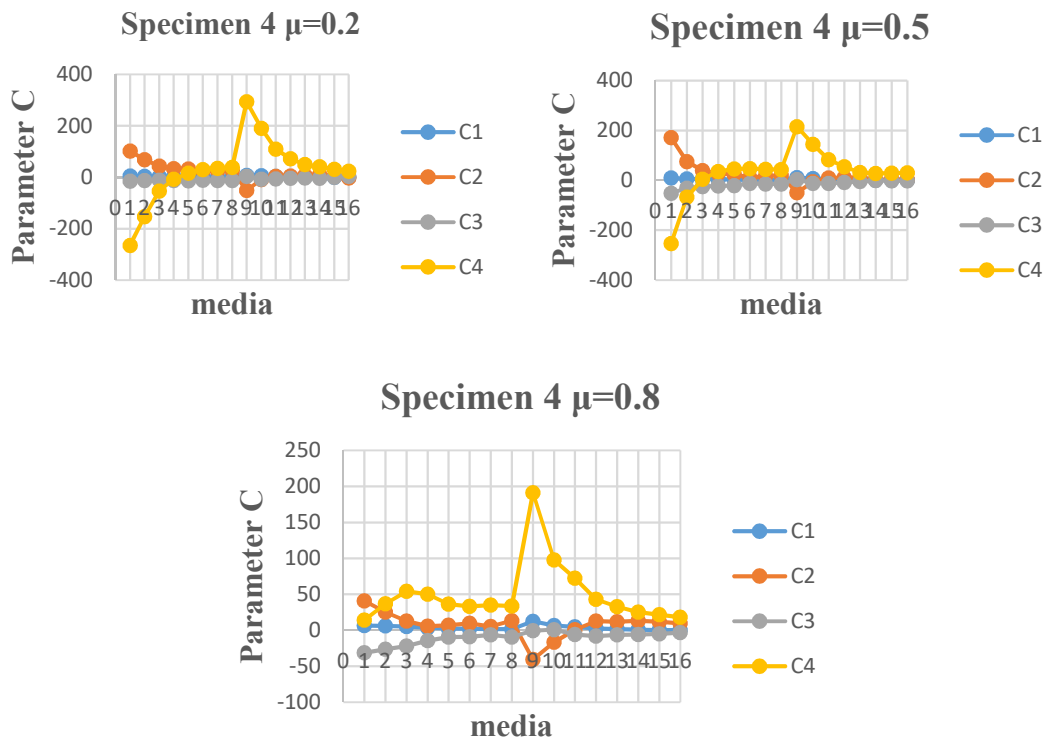 Specimen 4 μ=0.2
Parameter C
400
200
0
-200
-400
0 1 2 3 4 5 6 7 8 9 10 11 12 13 14 15 16
media
C1
C2
C3
C4
Specimen 4 μ=0.5
Parameter C
400
200
0
-200
-400
0 1 2 3 4 5 6 7 8 9 10 11 12 13 14 15 16
media
C1
C2
C3
C4
Specimen 4 μ=0.8
Parameter C
250
200
150
100
50
0
-50
-100
0 1 2 3 4 5 6 7 8 9 10 11 12 13 14 15 16
media
C1
C2
C3
C4